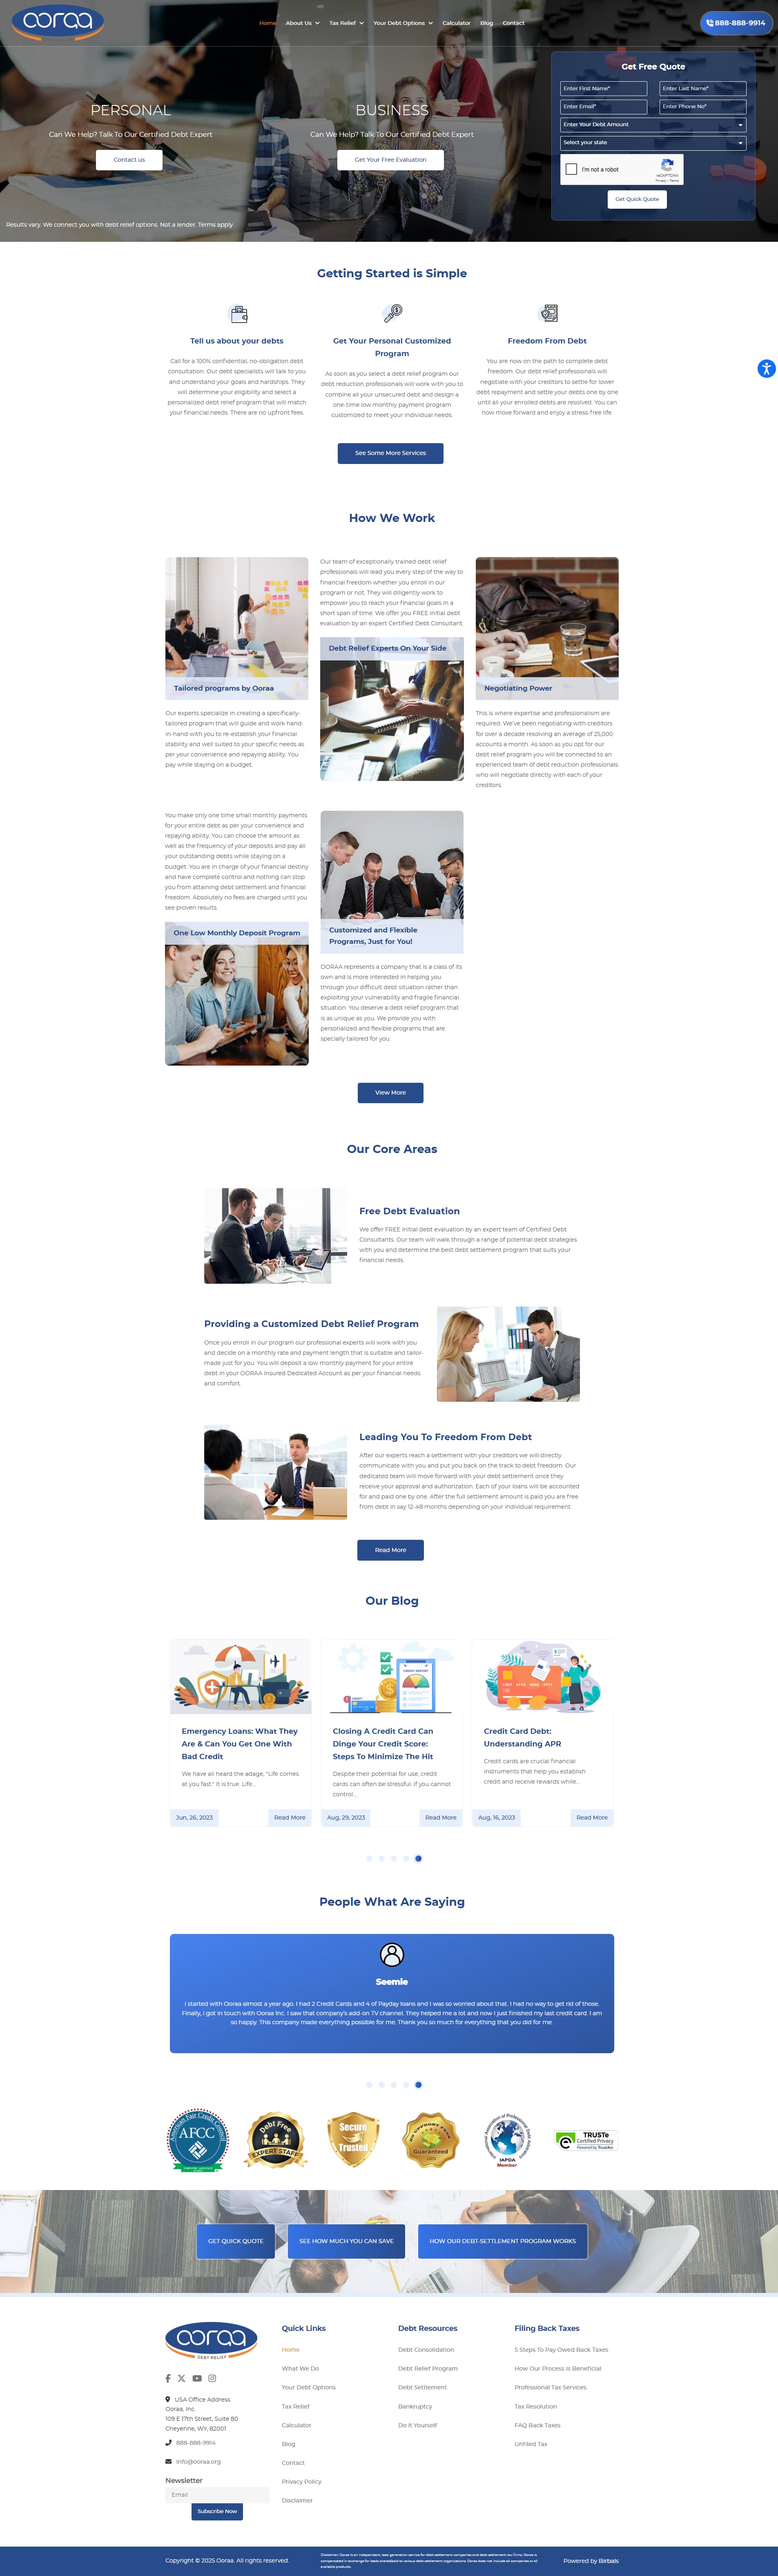 ooraa
Home
About Us
Tax Relief
Your Debt Options
Calculator
Blog
Contact
888-888-9914
PERSONAL
Can We Help? Talk To Our Certified Debt Expert
Contact us
BUSINESS
Can We Help? Talk To Our Certified Debt Expert
Get Your Free Evaluation
Get Free Quote
Enter First Name*
Enter Last Name*
Enter Email*
Enter Phone No*
Enter Your Debt Amount
Select your state
I'm not a robot
reCAPTCHA
Privacy - Terms
Get Quick Quote
Results vary. We connect you with debt relief options. Not a lender. Terms apply
Getting Started is Simple
Tell us about your debts
Call for a 100% confidential, no-obligation debt
consultation. Our debt specialists will talk to you
and understand your goals and hardships. They
will determine your eligibility and select a
personalized debt relief program that will match
your financial needs. There are no upfront fees.
Get Your Personal Customized
Program
As soon as you select a debt relief program our
debt reduction professionals will work with you to
combine all your unsecured debt and design a
one-time low monthly payment program
customized to meet your individual needs.
Freedom From Debt
You are now on the path to complete debt
freedom. Our debt relief professionals will
negotiate with your creditors to settle for lower
debt repayment and settle your debts one by one
until all your enrolled debts are resolved. You can
now move forward and enjoy a stress-free life.
See Some More Services
How We Work
Tailored programs by Ooraa
Our experts specialize in creating a specifically-
tailored program that will guide and work hand-
in-hand with you to re-establish your financial
stability and well suited to your specific needs as
per your convenience and repaying ability. You
pay while staying on a budget.
Our team of exceptionally trained debt relief
professionals will lead you every step of the way to
financial freedom whether you enroll in our
program or not. They will diligently work to
empower you to reach your financial goals in a
short span of time. We offer you FREE initial debt
evaluation by an expert Certified Debt Consultant.
Debt Relief Experts On Your Side
Negotiating Power
This is where expertise and professionalism are
required. We've been negotiating with creditors
for over a decade resolving an average of 25,000
accounts a month. As soon as you opt for our
debt relief program you will be connected to an
experienced team of debt reduction professionals
who will negotiate directly with each of your
creditors.
You make only one time small monthly payments
for your entire debt as per your convenience and
repaying ability. You can choose the amount as
well as the frequency of your deposits and pay all
your outstanding debts while staying on a
budget. You are in charge of your financial destiny
and have complete control and nothing can stop
you from attaining debt settlement and financial
freedom. Absolutely no fees are charged until you
see proven results.
One Low Monthly Deposit Program
Customized and Flexible
Programs, Just for You!
OORAA represents a company that is a class of its
own and is more interested in helping you
through your difficult debt situation rather than
exploiting your vulnerability and fragile financial
situation. You deserve a debt relief program that
is as unique as you. We provide you with
personalized and flexible programs that are
specially tailored for you.
View More
Our Core Areas
Free Debt Evaluation
We offer FREE initial debt evaluation by an expert team of Certified Debt
Consultants. Our team will walk through a range of potential debt strategies
with you and determine the best debt settlement program that suits your
financial needs.
Providing a Customized Debt Relief Program
Once you enroll in our program our professional experts will work with you
and decide on a monthly rate and payment length that is suitable and tailor-
made just for you. You will deposit a low monthly payment for your entire
debt in your OORAA Insured Dedicated Account as per your financial needs
and comfort.
Leading You To Freedom From Debt
After our experts reach a settlement with your creditors we will directly
communicate with you and put you back on the track to debt freedom. Our
dedicated team will move forward with your debt settlement once they
receive your approval and authorization. Each of your loans will be accounted
for and paid one by one. After the full settlement amount is paid you are free
from debt in say 12-48 months depending on your individual requirement.
Read More
Our Blog
CREDIT REPORT
Emergency Loans: What They
Are & Can You Get One With
Bad Credit
We have all heard the adage, "Life comes
at you fast." It is true. Life...
Jun, 26, 2023
Read More
Closing A Credit Card Can
Dinge Your Credit Score:
Steps To Minimize The Hit
Despite their potential for use, credit
cards can often be stressful. If you cannot
control...
Aug, 29, 2023
Read More
Credit Card Debt:
Understanding APR
Credit cards are crucial financial
instruments that help you establish
credit and receive rewards while...
Aug, 16, 2023
Read More
People What Are Saying
Seemie
I started with Ooraa almost a year ago. I had 2 Credit Cards and 4 of Payday loans and I was so worried about that. I had no way to get rid of those.
Finally, I got in touch with Ooraa Inc. I saw that company's add-on TV channel. They helped me a lot and now I just finished my last credit card. I am
so happy. This company made everything possible for me. Thank you so much for everything that you did for me.
AFCC
Debt Free
EXPERT STAFF
Secure
Trusted
Guaranteed
IAPDA
Member
TRUSTe
Certified Privacy
Powered by TrustArc
GET QUICK QUOTE
SEE HOW MUCH YOU CAN SAVE
HOW OUR DEBT-SETTLEMENT PROGRAM WORKS
ooraa
DEBT RELIEF
USA Office Address
Ooraa, Inc.
109 E 17th Street, Suite 80
Cheyenne, WY, 82001
888-888-9914
info@ooraa.org
Newsletter
Email
Subscribe Now
Quick Links
Home
What We Do
Your Debt Options
Tax Relief
Calculator
Blog
Contact
Privacy Policy
Disclaimer
Debt Resources
Debt Consolidation
Debt Relief Program
Debt Settlement
Bankruptcy
Do It Yourself
Filing Back Taxes
5 Steps To Pay Owed Back Taxes
How Our Process Is Beneficial
Professional Tax Services
Tax Resolution
FAQ Back Taxes
Unfiled Tax
Copyright © 2025 Ooraa. All rights reserved.
Disclaimer: Ooraa is an independent, lead generation service for debt settlement companies and debt settlement law Firms. Ooraa is
compensated in exchange for leads submitted to various debt settlement organizations. Ooraa does not include all companies or all
available products.
Powered by Birbals